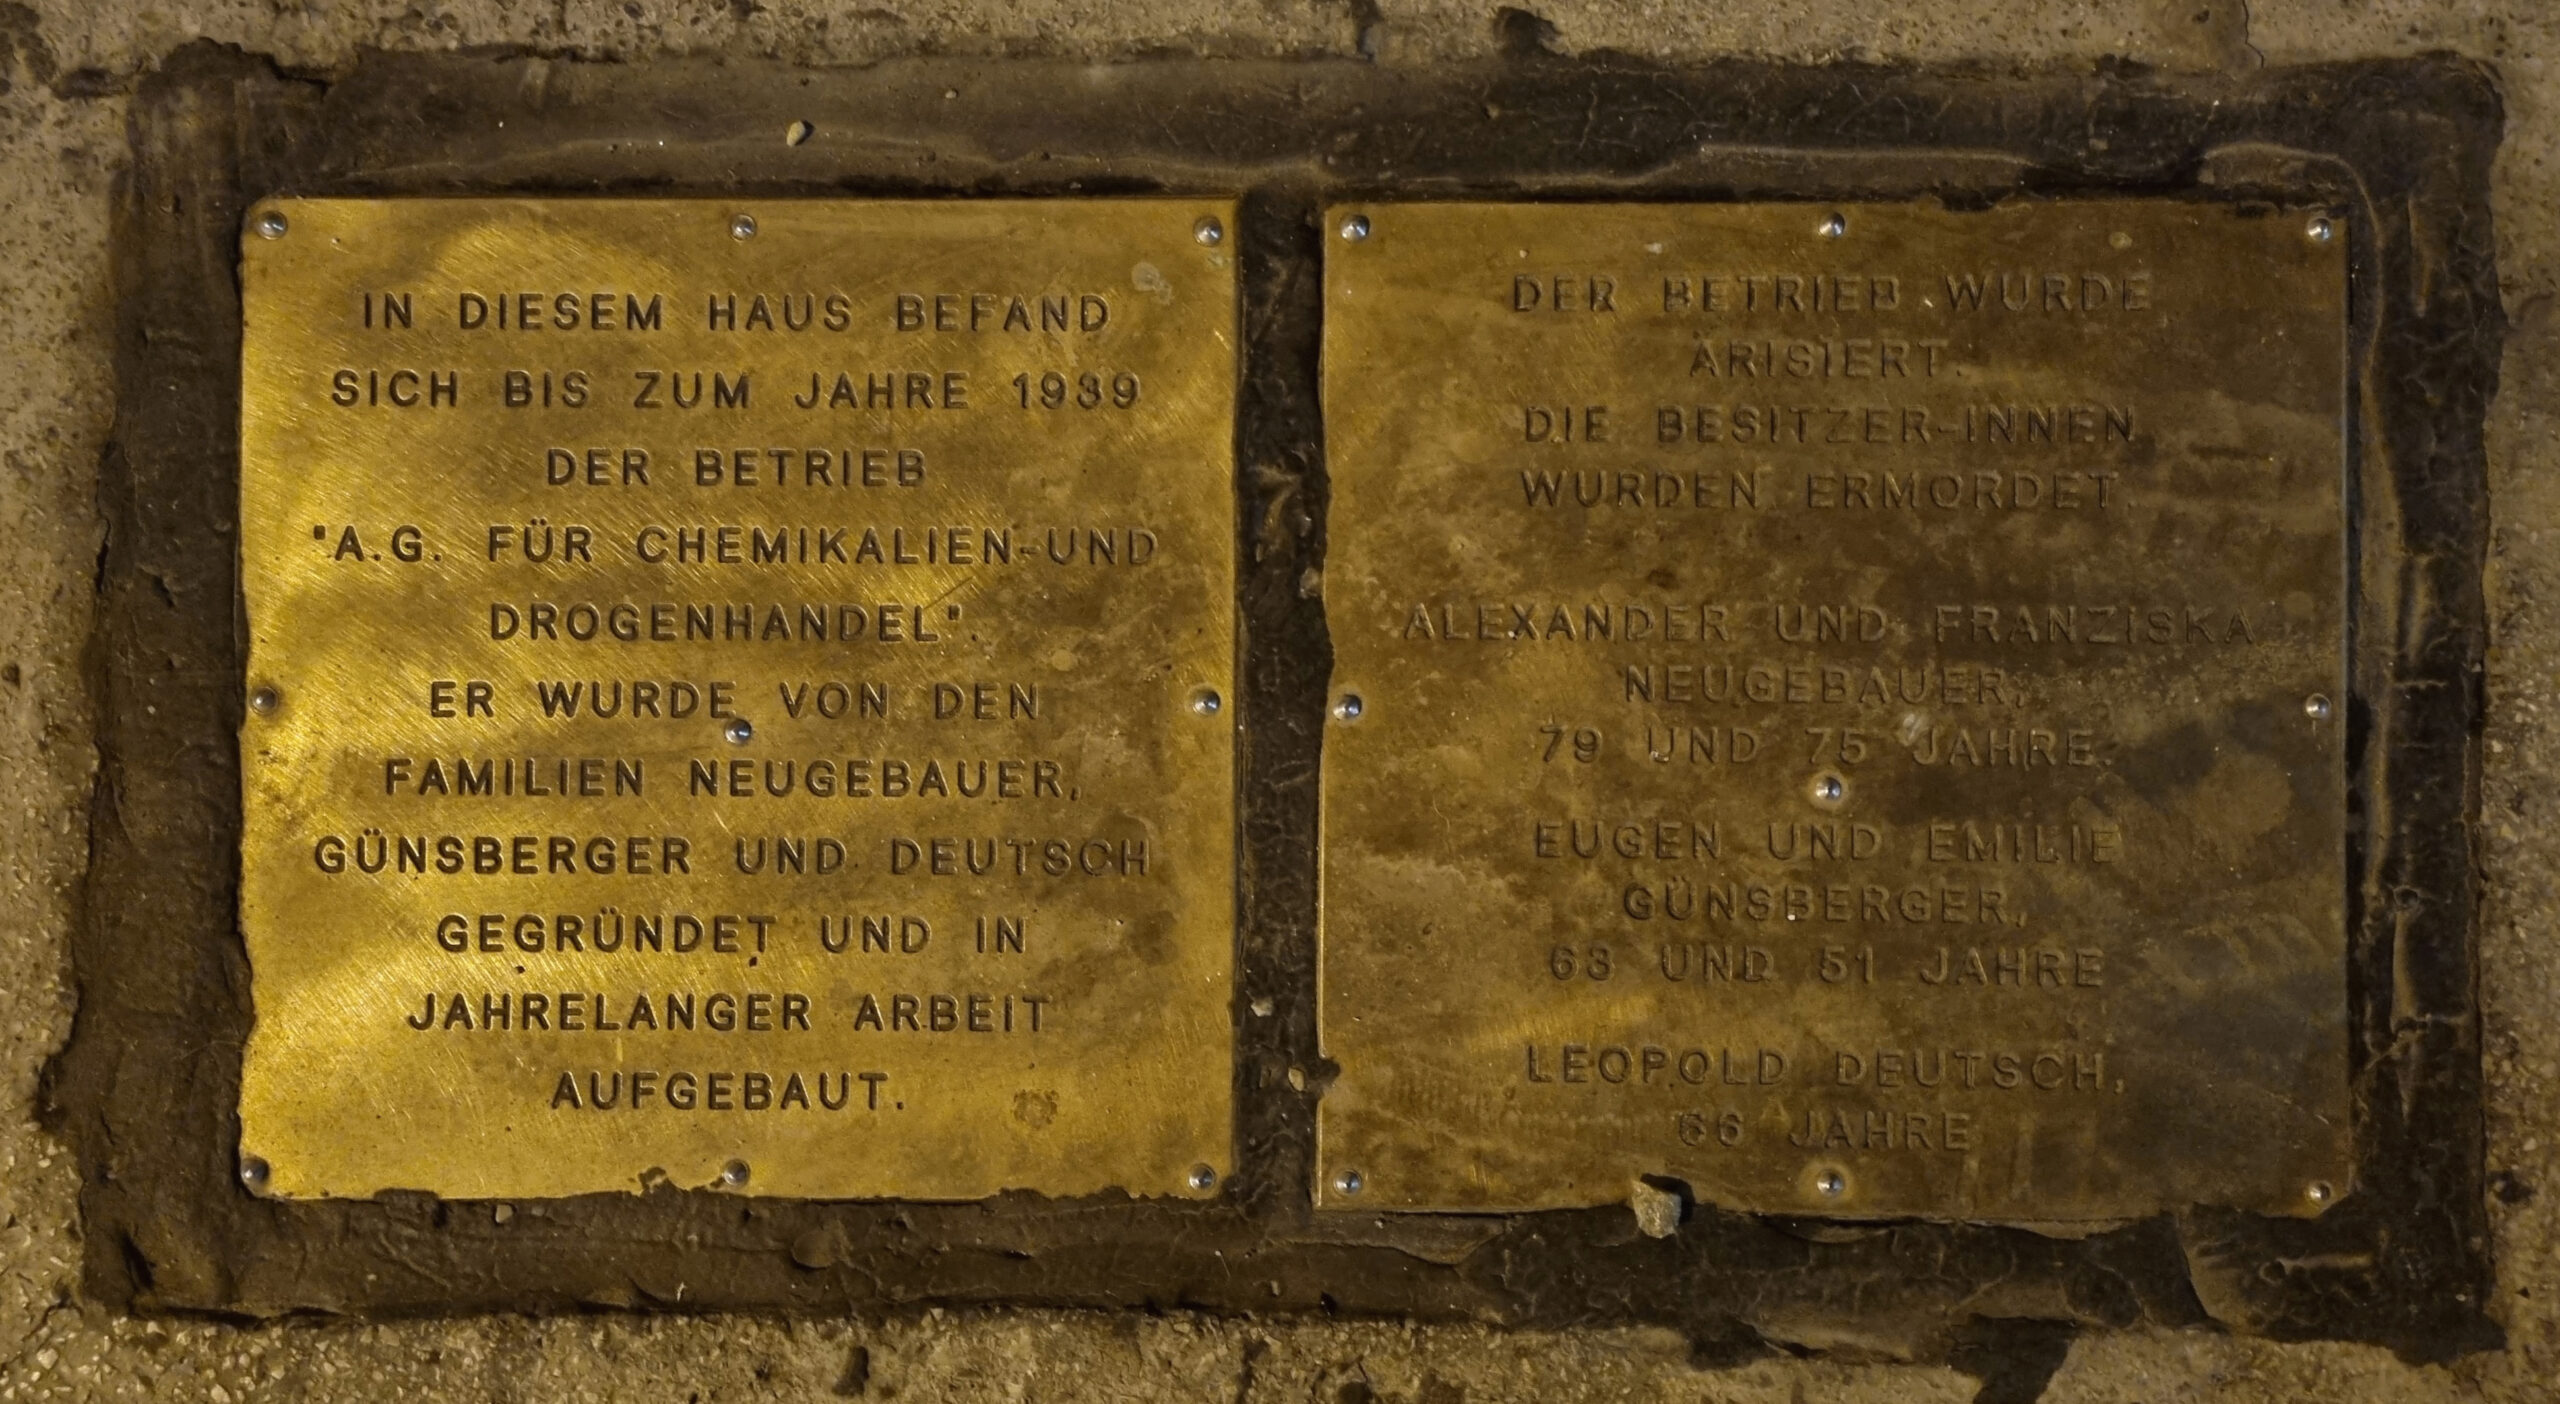 IN DIESEM HAUS BEFAND
SICH BIS ZUM JAHRE 1939
DER BETRIEB
"A.G. FÜR CHEMIKALIEN-UND
DROGENHANDEL".
ER WURDE VON DEN
FAMILIEN NEUGEBAUER,
GÜNSBERGER UND DEUTSCH
GEGRÜNDET UND IN
JAHRELANGER ARBEIT
AUFGEBAUT.
DER BETRIEB WURDE
ARISIERT.
DIE BESITZER-INNEN
WURDEN ERMORDET.
ALEXANDER UND FRANZISKA
NEUGEBAUER,
79 UND 75 JAHRE.
EUGEN UND EMILIE
GÜNSBERGER,
63 UND 51 JAHRE
LEOPOLD DEUTSCH,
66 JAHRE